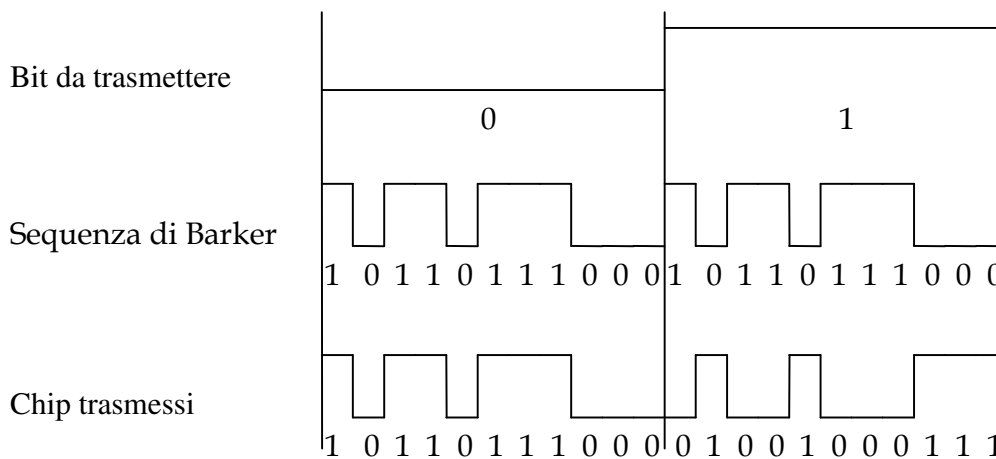 Bit da trasmettere
0 1
Sequenza di Barker
1 0 1 1 0 1 1 1 0 0 0 1 0 1 1 0 1 1 1 0 0 0
Chip trasmessi
1 0 1 1 0 1 1 1 0 0 0 0 1 0 0 1 0 0 0 1 1 1